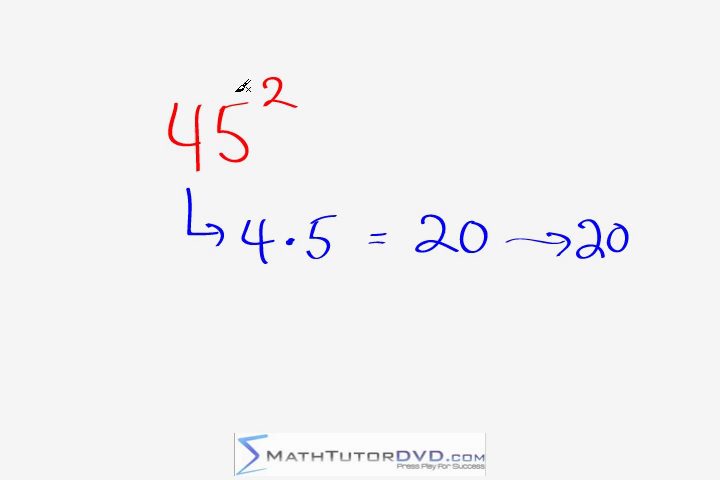 45²
↳ 4 · 5 = 20 → 20
MATHTUTORDVD.COM
Press Play For Success